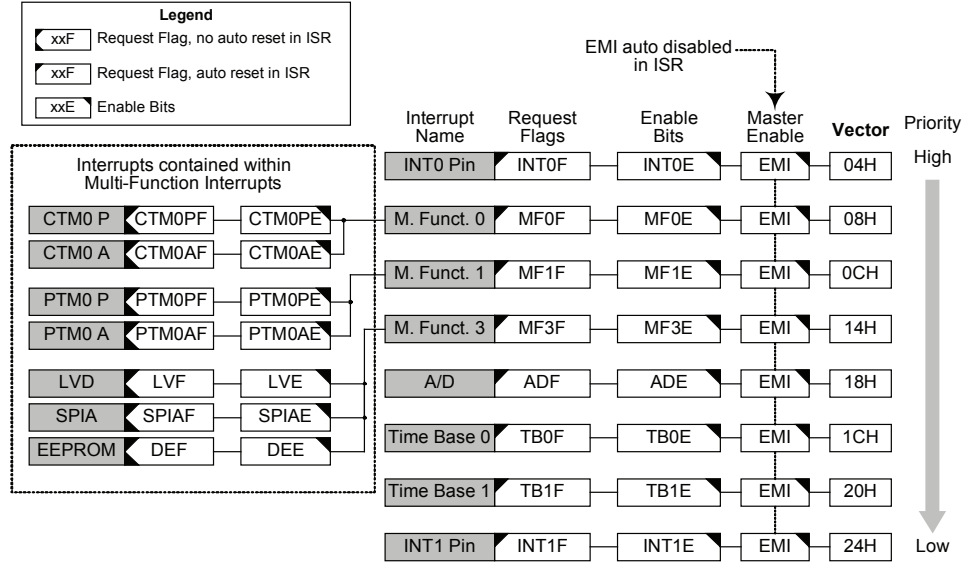 Legend
xxF Request Flag, no auto reset in ISR
xxF Request Flag, auto reset in ISR
xxE Enable Bits
EMI auto disabled
in ISR
Interrupt Name Request Flags Enable Bits Master Enable Vector Priority
Interrupts contained within
Multi-Function Interrupts
INT0 Pin INT0F INT0E EMI 04H High
CTM0 P CTM0PF CTM0PE M. Funct. 0 MF0F MF0E EMI 08H
CTM0 A CTM0AF CTM0AE
M. Funct. 1 MF1F MF1E EMI 0CH
PTM0 P PTM0PF PTM0PE
PTM0 A PTM0AF PTM0AE M. Funct. 3 MF3F MF3E EMI 14H
LVD LVF LVE A/D ADF ADE EMI 18H
SPIA SPIAF SPIAE
EEPROM DEF DEE Time Base 0 TB0F TB0E EMI 1CH
Time Base 1 TB1F TB1E EMI 20H
INT1 Pin INT1F INT1E EMI 24H Low